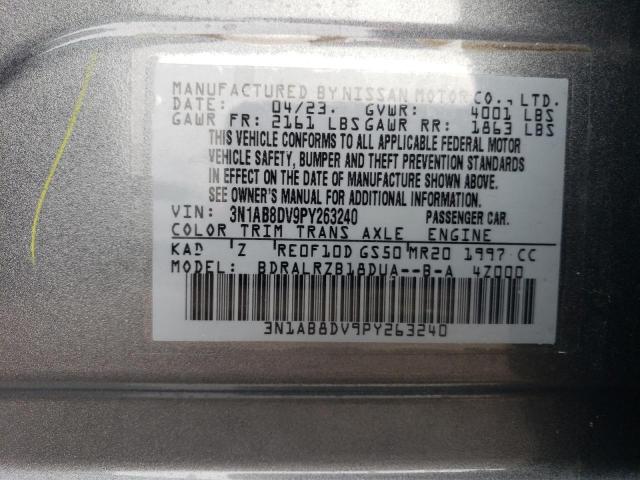 MANUFACTURED BY NISSAN MOTOR CO., LTD.
DATE: 04/23. GVWR: 4001 LBS
GAWR FR: 2161 LBS GAWR RR: 1863 LBS
THIS VEHICLE CONFORMS TO ALL APPLICABLE FEDERAL MOTOR
VEHICLE SAFETY, BUMPER AND THEFT PREVENTION STANDARDS
IN EFFECT ON THE DATE OF MANUFACTURE SHOWN ABOVE.
SEE OWNER'S MANUAL FOR ADDITIONAL INFORMATION.
VIN: 3N1AB8DV9PY263240 PASSENGER CAR.
COLOR TRIM TRANS AXLE ENGINE
KAD Z RE0F10D GS50 MR20 1997 CC
MODEL: BDRALRZB18DUA--B-A 4Z000
3N1AB8DV9PY263240